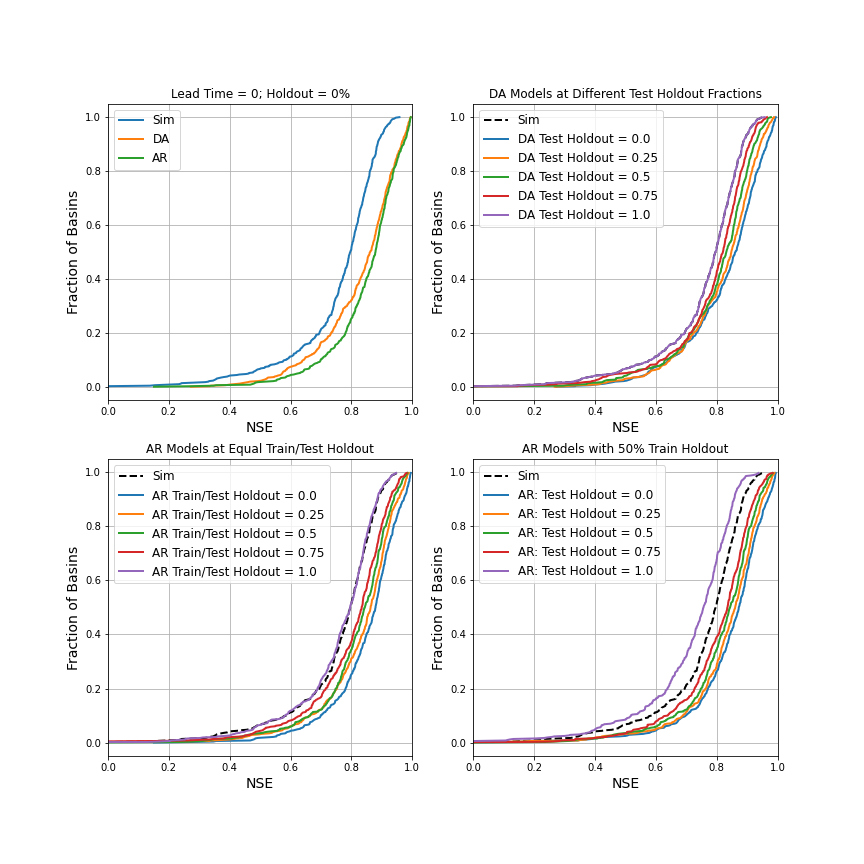 Lead Time = 0; Holdout = 0%
Sim
DA
AR
1.0
0.8
0.6
0.4
0.2
0.0
Fraction of Basins
0.0 0.2 0.4 0.6 0.8 1.0
NSE
DA Models at Different Test Holdout Fractions
Sim
DA Test Holdout = 0.0
DA Test Holdout = 0.25
DA Test Holdout = 0.5
DA Test Holdout = 0.75
DA Test Holdout = 1.0
1.0
0.8
0.6
0.4
0.2
0.0
Fraction of Basins
0.0 0.2 0.4 0.6 0.8 1.0
NSE
AR Models at Equal Train/Test Holdout
Sim
AR Train/Test Holdout = 0.0
AR Train/Test Holdout = 0.25
AR Train/Test Holdout = 0.5
AR Train/Test Holdout = 0.75
AR Train/Test Holdout = 1.0
1.0
0.8
0.6
0.4
0.2
0.0
Fraction of Basins
0.0 0.2 0.4 0.6 0.8 1.0
NSE
AR Models with 50% Train Holdout
Sim
AR: Test Holdout = 0.0
AR: Test Holdout = 0.25
AR: Test Holdout = 0.5
AR: Test Holdout = 0.75
AR: Test Holdout = 1.0
1.0
0.8
0.6
0.4
0.2
0.0
Fraction of Basins
0.0 0.2 0.4 0.6 0.8 1.0
NSE